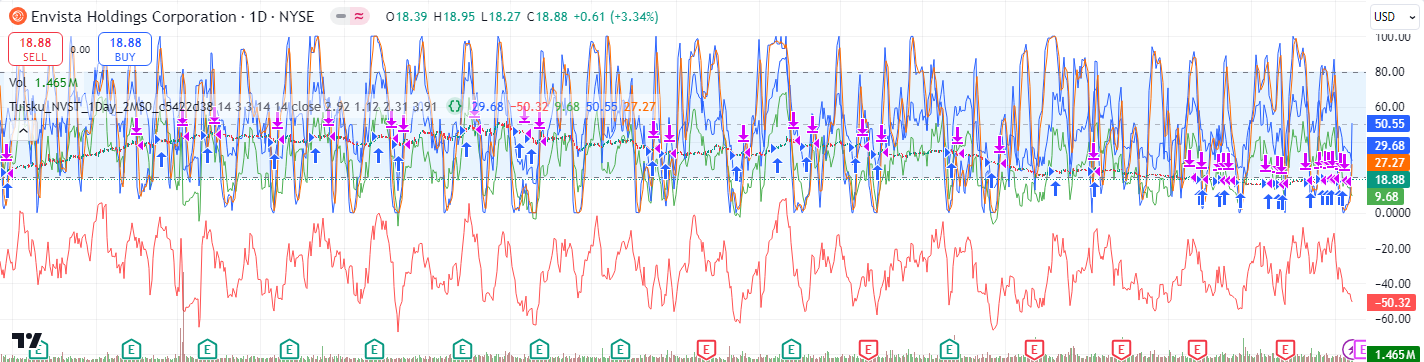 Envista Holdings Corporation · 1D · NYSE
O18.39 H18.95 L18.27 C18.88 +0.61 (+3.34%)
USD
18.88
SELL
0.00
18.88
BUY
Vol 1.465M
Tuisku_NVST_1Day_2M$0_c5422d38 14 3 3 14 14 close 2.92 1.12 2.31 3.91 {} 29.68 −50.32 9.68 50.55 27.27
100.00
80.00
60.00
50.55
29.68
27.27
18.88
9.68
0.0000
−20.00
−40.00
−50.32
−60.00
1.465M
E E E E E E E E E E E E E E E E E